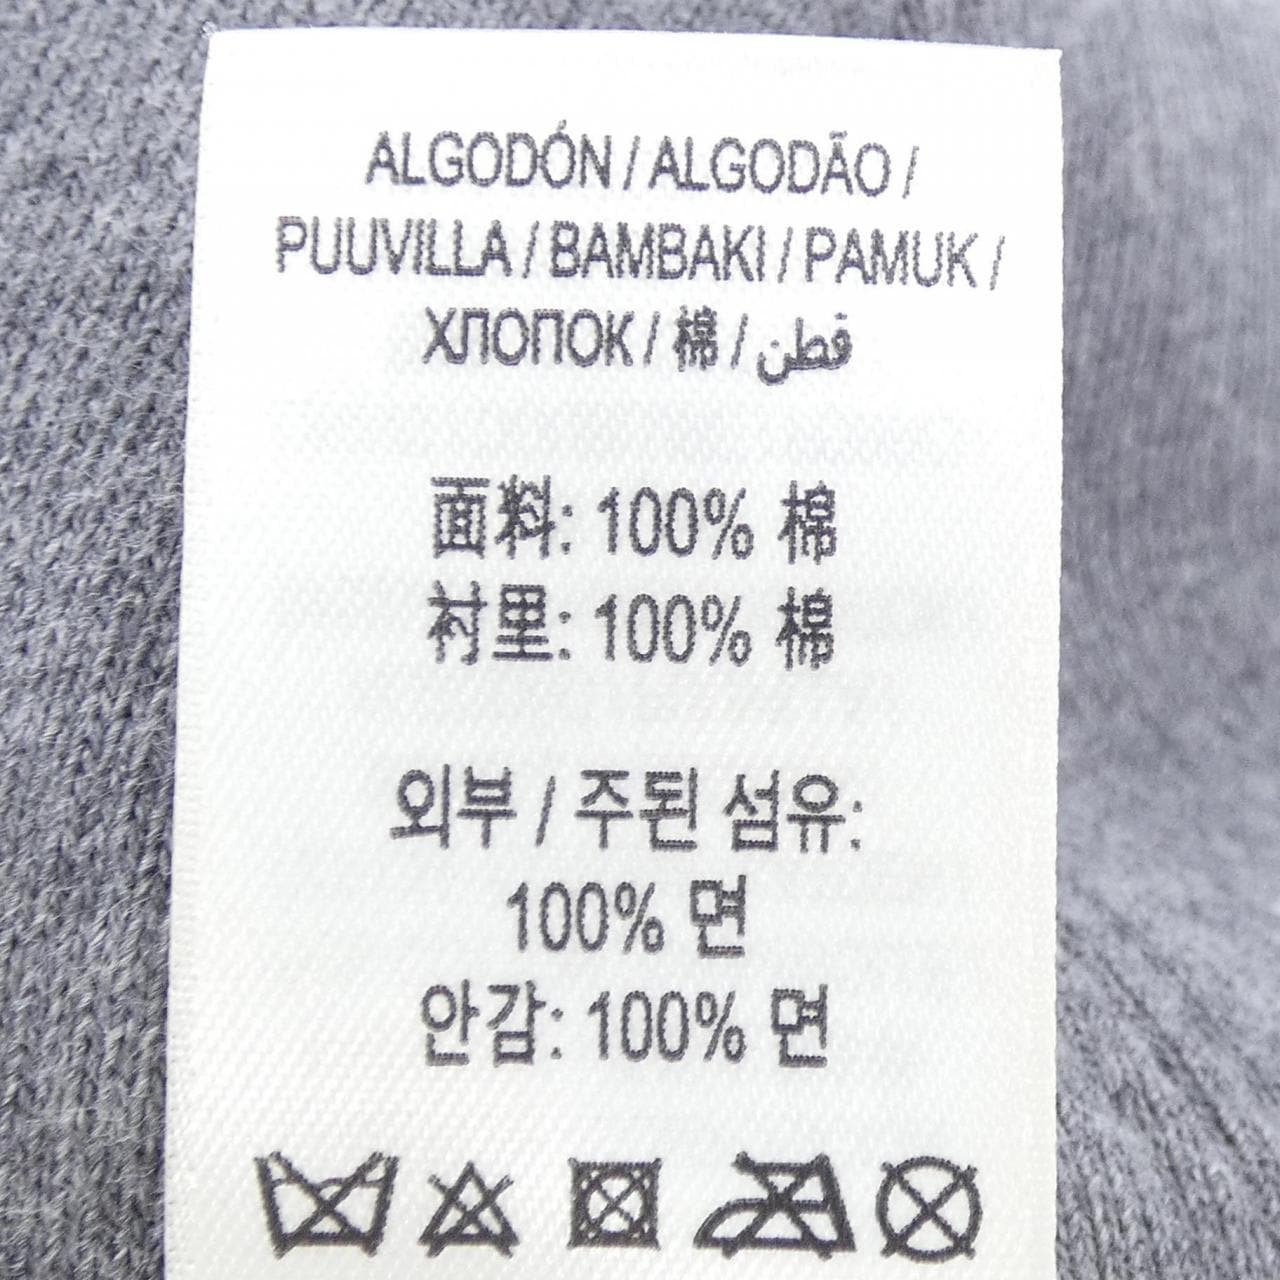 ALGODÓN / ALGODÃO /
PUUVILLA / BAMBAKI / PAMUK /
ХЛОПОК / 棉 / قطن
面料: 100% 棉
衬里: 100% 棉
외부 / 주된 섬유:
100% 면
안감: 100% 면